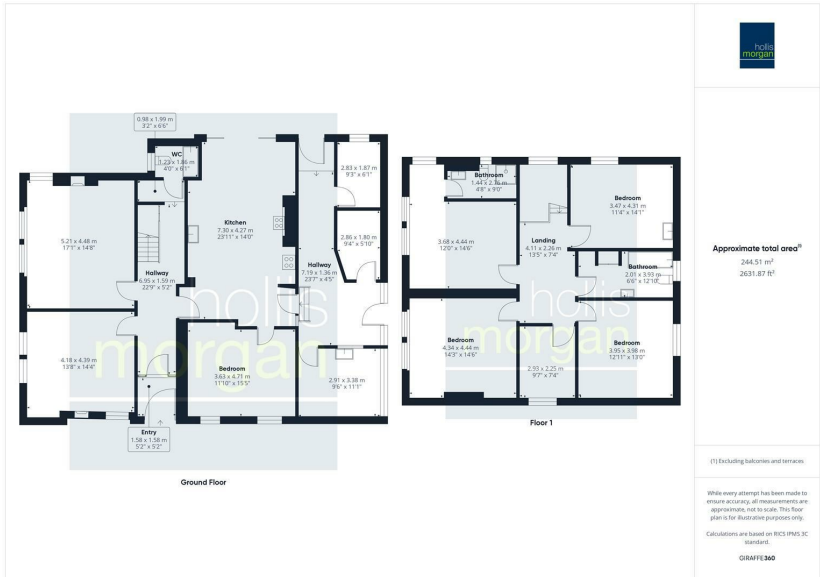 0.98 x 1.99 m
3'2" x 6'6"
WC
1.23 x 1.86 m
4'0" x 6'1"
2.83 x 1.87 m
9'3" x 6'1"
5.21 x 4.48 m
17'1" x 14'8"
Kitchen
7.30 x 4.27 m
23'11" x 14'0"
2.86 x 1.80 m
9'4" x 5'10"
Hallway
6.95 x 1.59 m
22'9" x 5'2"
Hallway
7.19 x 1.36 m
23'7" x 4'5"
4.18 x 4.39 m
13'8" x 14'4"
Bedroom
3.63 x 4.71 m
11'10" x 15'5"
2.91 x 3.38 m
9'6" x 11'1"
Entry
1.58 x 1.58 m
5'2" x 5'2"
hollis
morgan
Ground Floor
Bathroom
1.44 x 2.76 m
4'8" x 9'0"
Bedroom
3.47 x 4.31 m
11'4" x 14'1"
3.68 x 4.44 m
12'0" x 14'6"
Landing
4.11 x 2.26 m
13'5" x 7'4"
Bathroom
2.01 x 3.93 m
6'6" x 12'10"
Bedroom
4.34 x 4.44 m
14'3" x 14'6"
2.93 x 2.25 m
9'7" x 7'4"
Bedroom
3.95 x 3.98 m
12'11" x 13'0"
hollis
morgan
Floor 1
hollis
morgan
Approximate total area(1)
244.51 m²
2631.87 ft²
(1) Excluding balconies and terraces
While every attempt has been made to
ensure accuracy, all measurements are
approximate, not to scale. This floor
plan is for illustrative purposes only.
Calculations are based on RICS IPMS 3C
standard.
GIRAFFE360